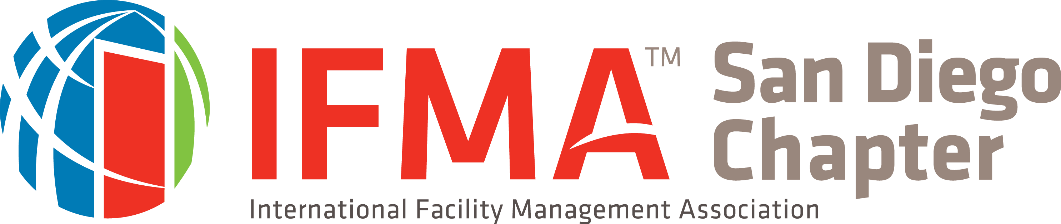 IFMA™
San Diego
Chapter
International Facility Management Association